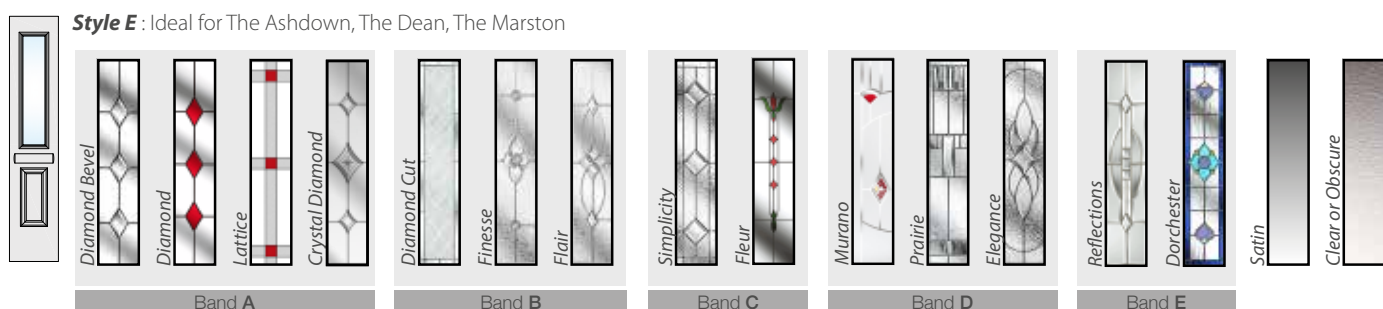 Style E : Ideal for The Ashdown, The Dean, The Marston
Diamond Bevel
Diamond
Lattice
Crystal Diamond
Diamond Cut
Finesse
Flair
Simplicity
Fleur
Murano
Prairie
Elegance
Reflections
Dorchester
Satin
Clear or Obscure
Band A
Band B
Band C
Band D
Band E